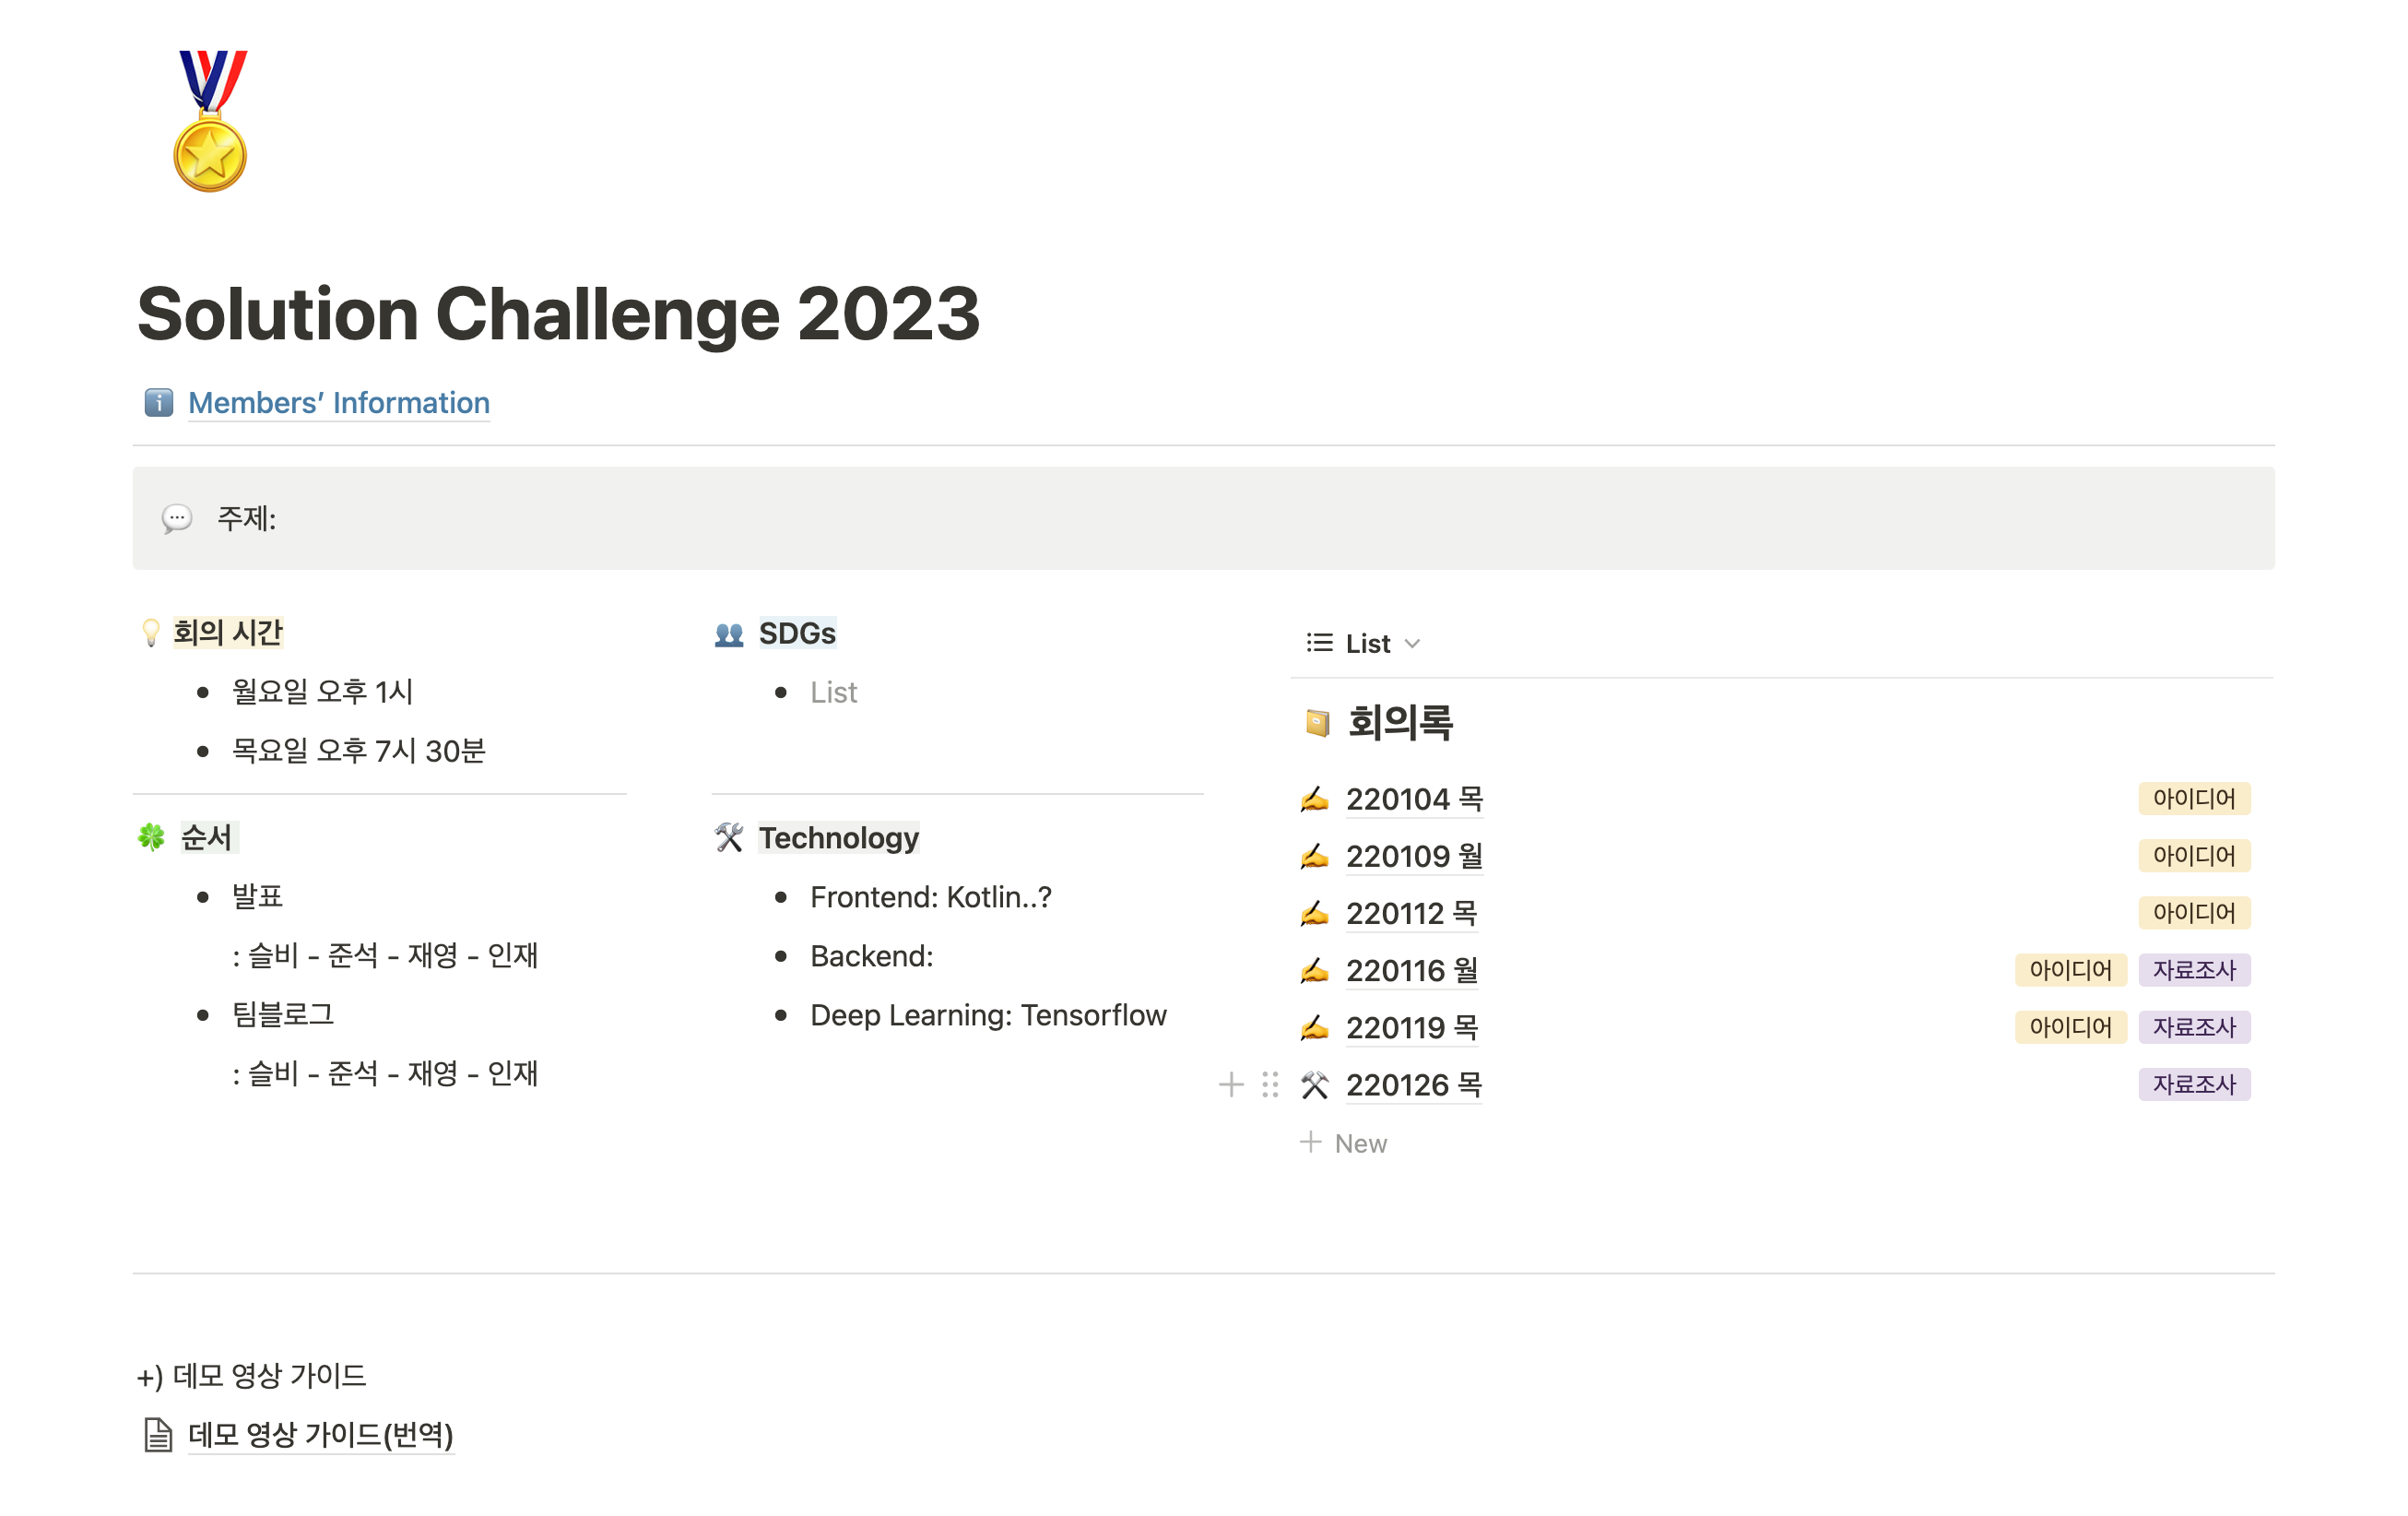 Solution Challenge 2023
Members’ Information
주제:
회의 시간
월요일 오후 1시
목요일 오후 7시 30분
순서
발표
: 슬비 - 준석 - 재영 - 인재
팀블로그
: 슬비 - 준석 - 재영 - 인재
SDGs
List
Technology
Frontend: Kotlin..?
Backend:
Deep Learning: Tensorflow
List
회의록
220104 목 아이디어
220109 월 아이디어
220112 목 아이디어
220116 월 아이디어 자료조사
220119 목 아이디어 자료조사
220126 목 자료조사
New
+) 데모 영상 가이드
데모 영상 가이드(번역)